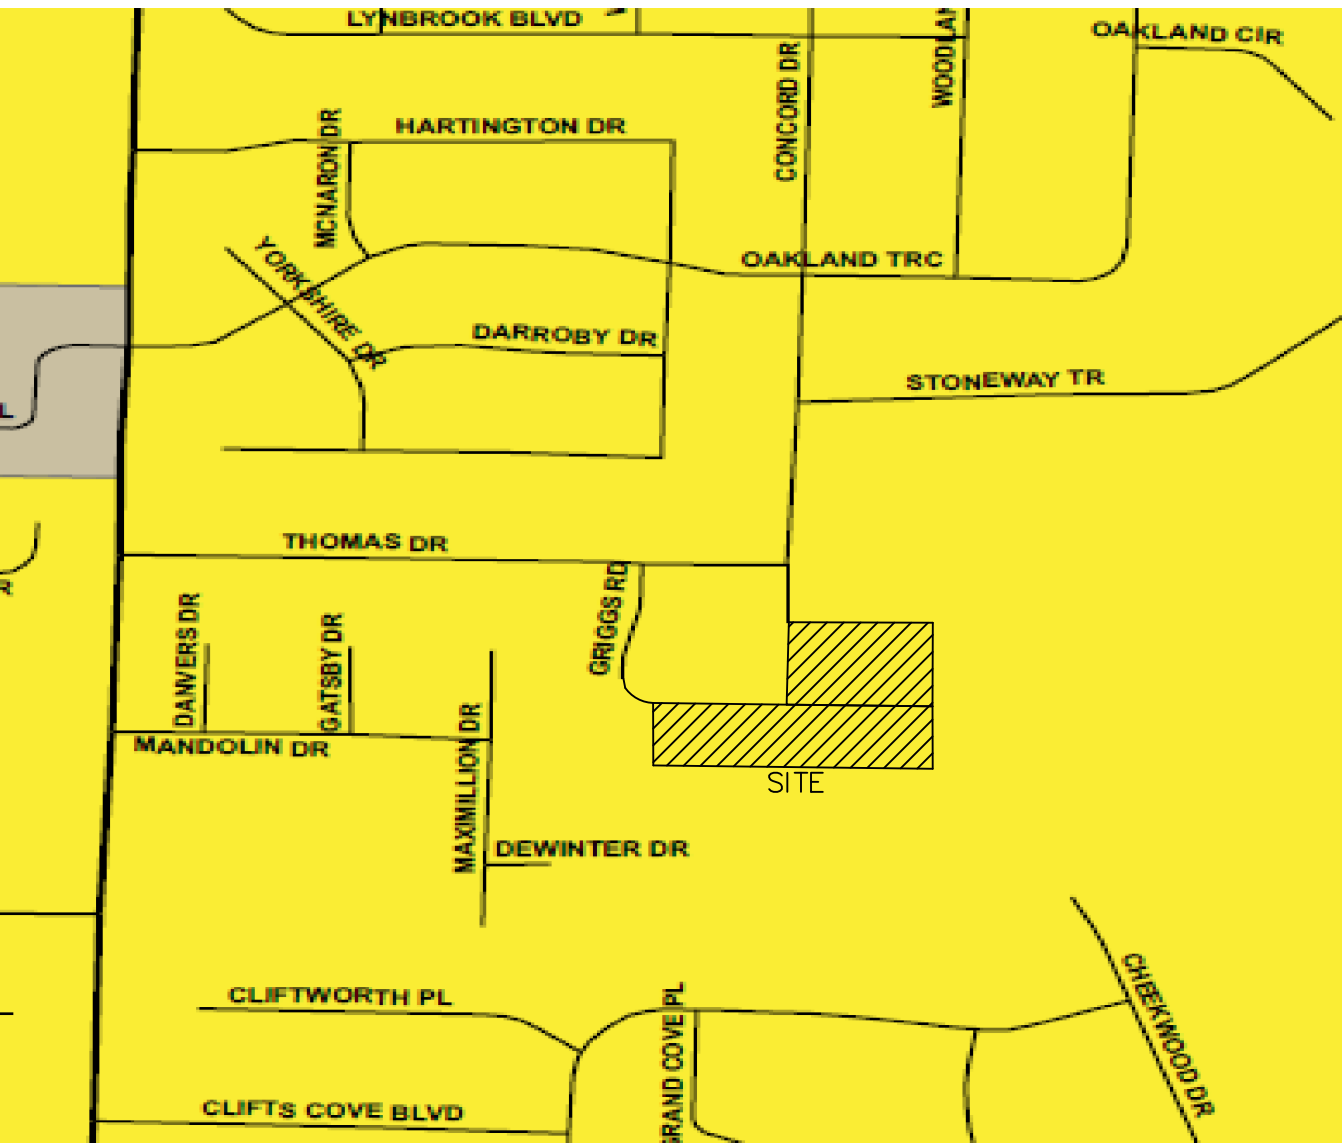 LYNBROOK BLVD
OAKLAND CIR
CONCORD DR
HARTINGTON DR
MCNARON DR
OAKLAND TRC
YORKSHIRE DR
DARROBY DR
STONEWAY TR
L
THOMAS DR
GRIGGS RD
DANVERS DR
GATSBY DR
MAXIMILLION DR
MANDOLIN DR
SITE
DEWINTER DR
CLIFTWORTH PL
GRAND COVE PL
CHEEKWOOD DR
CLIFTS COVE BLVD